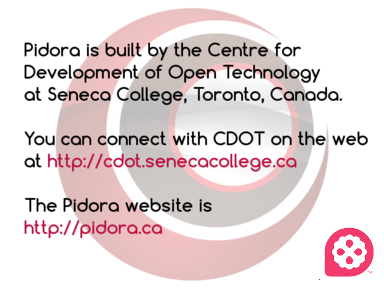 Pidora is built by the Centre for
Development of Open Technology
at Seneca College, Toronto, Canada.
You can connect with CDOT on the web
at http://cdot.senecacollege.ca
The Pidora website is
http://pidora.ca